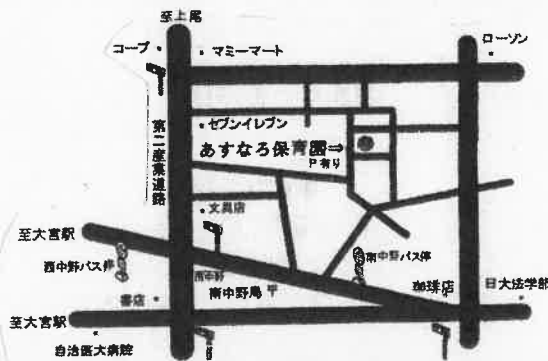 至上尾
コープ
マミーマート
ローソン
第二産業道路
セブンイレブン
あすなろ保育園⇒
P有り
文具店
至大宮駅
西中野バス停
南中野
南中野バス停
南中野局〒
珈琲店
日大法学部
書店
至大宮駅
自治医大病院